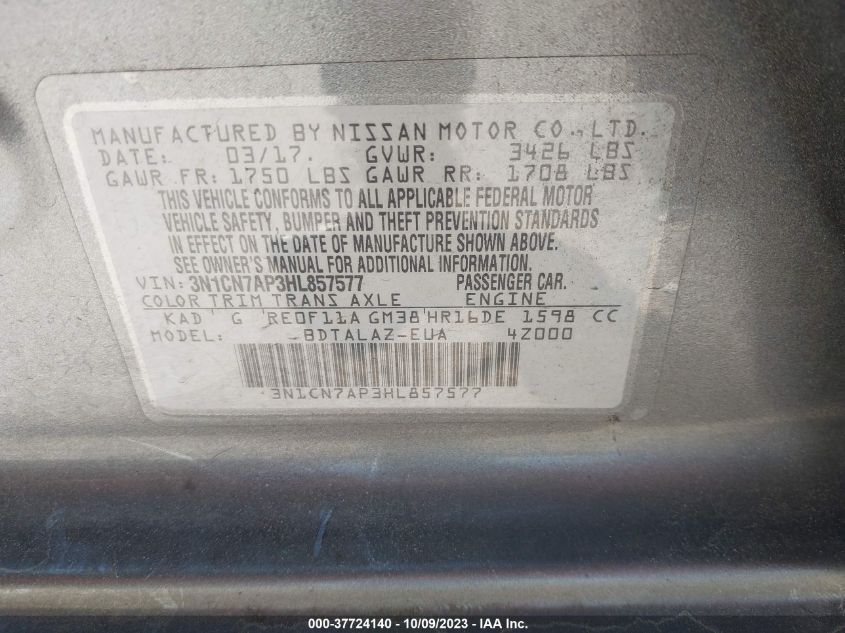 MANUFACTURED BY NISSAN MOTOR CO., LTD.
DATE: 03/17. GVWR: 3426 LBS
GAWR FR: 1750 LBS GAWR RR: 1708 LBS
THIS VEHICLE CONFORMS TO ALL APPLICABLE FEDERAL MOTOR
VEHICLE SAFETY, BUMPER AND THEFT PREVENTION STANDARDS
IN EFFECT ON THE DATE OF MANUFACTURE SHOWN ABOVE.
SEE OWNER'S MANUAL FOR ADDITIONAL INFORMATION.
VIN: 3N1CN7AP3HL857577 PASSENGER CAR.
COLOR TRIM TRANS AXLE ENGINE
KAD G RE0F11A GM38 HR16DE 1598 CC
MODEL: BDTALAZ-EUA 4Z000
3N1CN7AP3HL857577
000-37724140 - 10/09/2023 - IAA Inc.